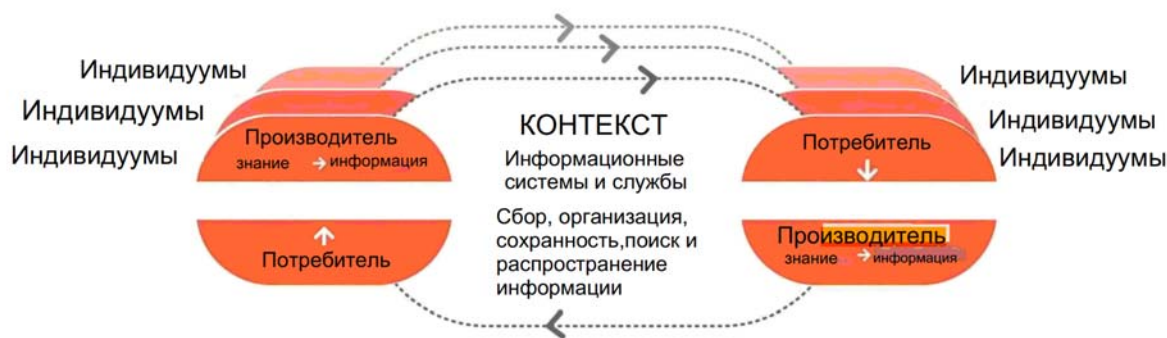 Индивидуумы
Индивидуумы
Индивидуумы
Производитель
знание → информация
Потребитель
КОНТЕКСТ
Информационные
системы и службы
Сбор, организация,
сохранность,поиск и
распространение
информации
Индивидуумы
Индивидуумы
Индивидуумы
Потребитель
Производитель
знание → информация